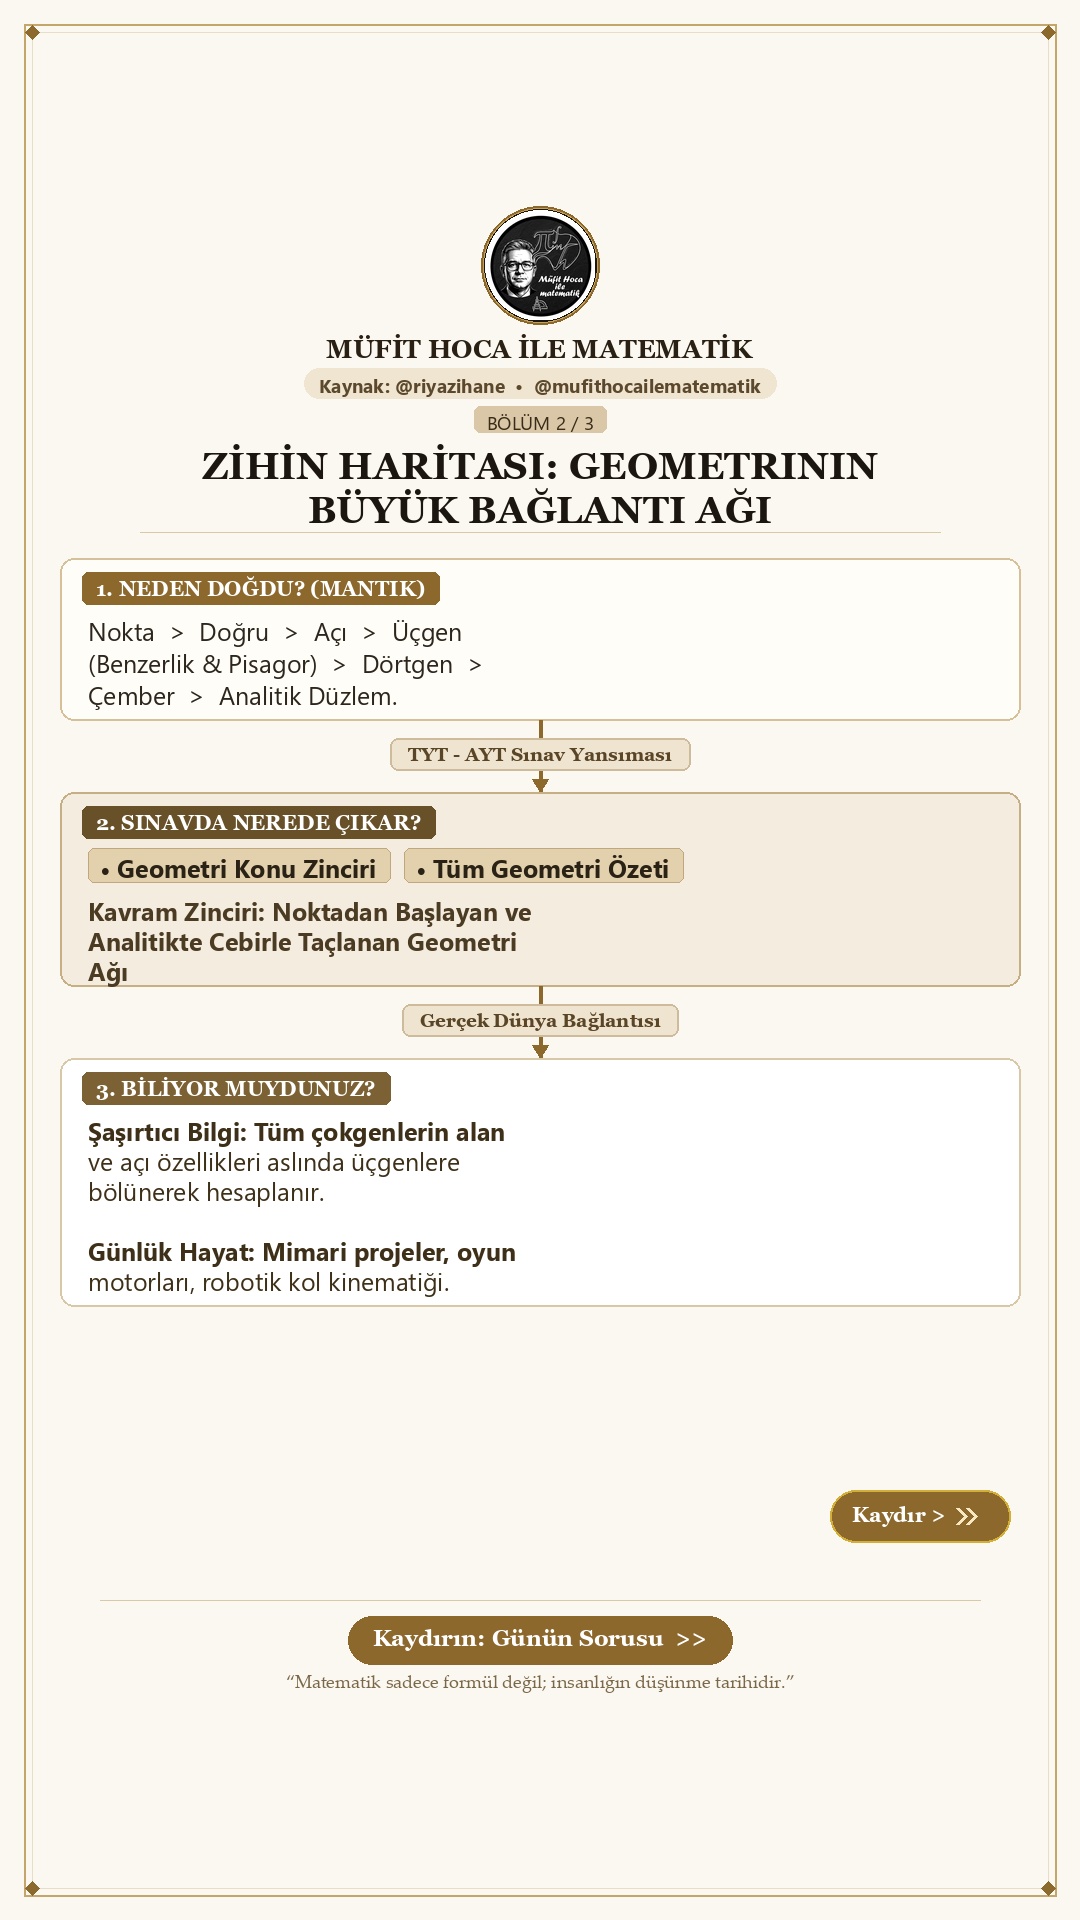 Müfit Hoca
ile
matematik
MÜFİT HOCA İLE MATEMATİK
Kaynak: @riyazihane • @mufithocailematematik
BÖLÜM 2 / 3
ZİHİN HARİTASI: GEOMETRININ
BÜYÜK BAĞLANTI AĞI
1. NEDEN DOĞDU? (MANTIK)
Nokta > Doğru > Açı > Üçgen
(Benzerlik & Pisagor) > Dörtgen >
Çember > Analitik Düzlem.
TYT - AYT Sınav Yansıması
2. SINAVDA NEREDE ÇIKAR?
• Geometri Konu Zinciri • Tüm Geometri Özeti
Kavram Zinciri: Noktadan Başlayan ve
Analitikte Cebirle Taçlanan Geometri
Ağı
Gerçek Dünya Bağlantısı
3. BİLİYOR MUYDUNUZ?
Şaşırtıcı Bilgi: Tüm çokgenlerin alan
ve açı özellikleri aslında üçgenlere
bölünerek hesaplanır.
Günlük Hayat: Mimari projeler, oyun
motorları, robotik kol kinematiği.
Kaydır > »
Kaydırın: Günün Sorusu >>
“Matematik sadece formül değil; insanlığın düşünme tarihidir.”